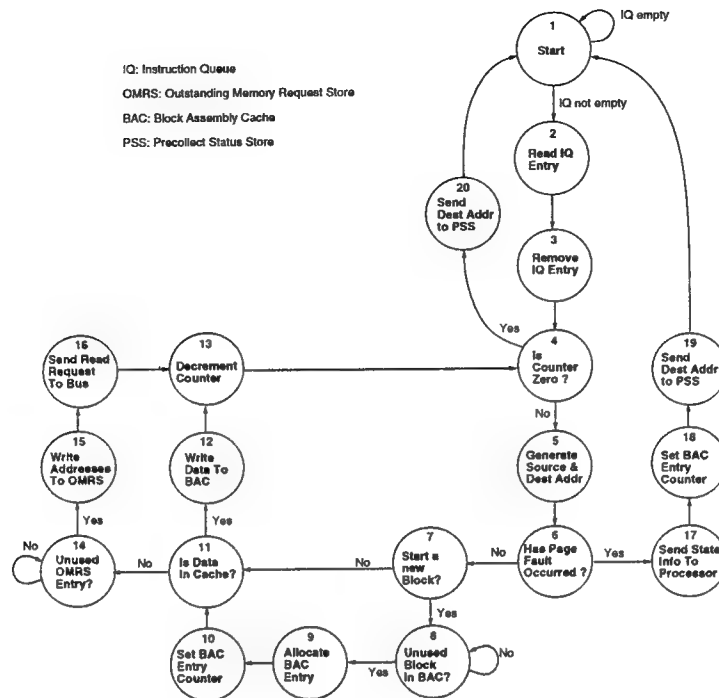 1
Start
IQ empty
IQ: Instruction Queue
OMRS: Outstanding Memory Request Store
BAC: Block Assembly Cache
PSS: Precollect Status Store
IQ not empty
2
Read IQ
Entry
20
Send
Dest Addr
to PSS
3
Remove
IQ Entry
Yes
4
Is
Counter
Zero ?
No
16
Send Read
Request
To Bus
13
Decrement
Counter
19
Send
Dest Addr
to PSS
15
Write
Addresses
To OMRS
12
Write
Data To
BAC
5
Generate
Source &
Dest Addr
18
Set BAC
Entry
Counter
Yes
Yes
No
14
Unused
OMRS
Entry?
No
11
Is Data
In Cache?
No
7
Start a
new
Block?
No
6
Has Page
Fault
Occurred ?
Yes
17
Send State
Info To
Processor
Yes
10
Set BAC
Entry
Counter
9
Allocate
BAC
Entry
Yes
8
Unused
Block
In BAC?
No